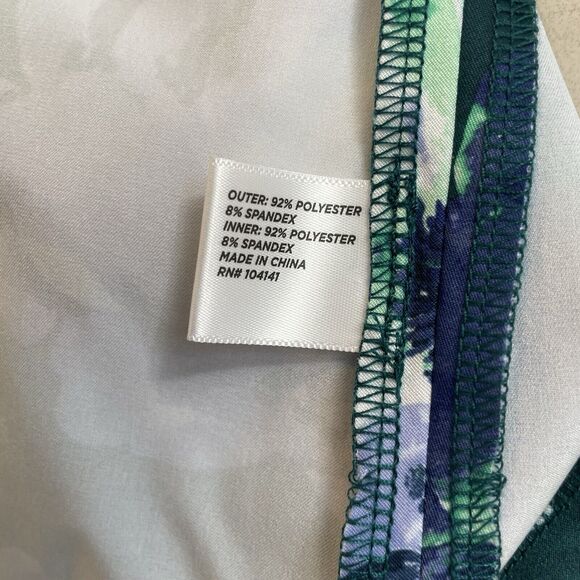 OUTER: 92% POLYESTER
8% SPANDEX
INNER: 92% POLYESTER
8% SPANDEX
MADE IN CHINA
RN# 104141